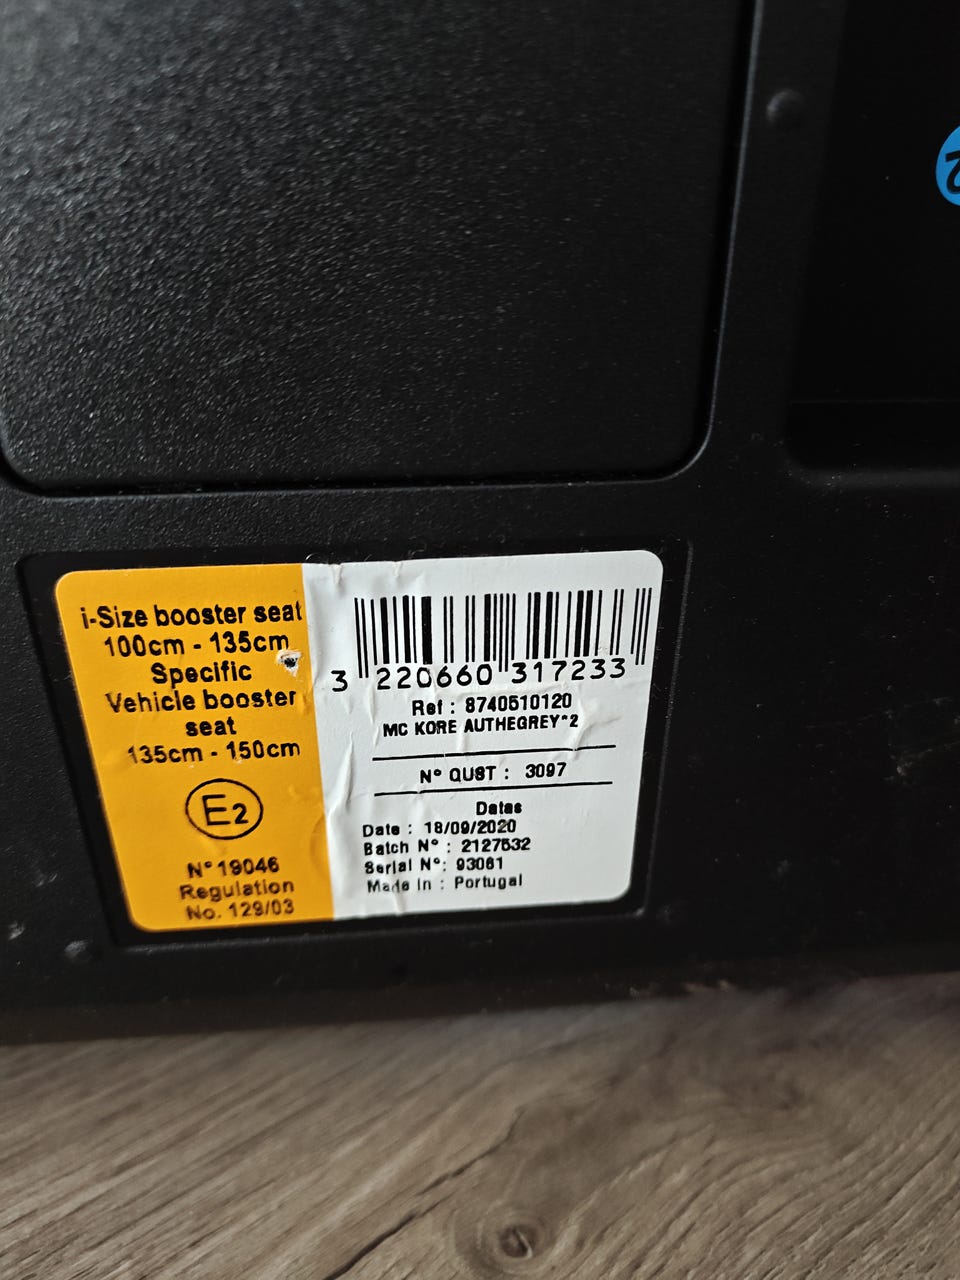 i-Size booster seat
100cm - 135cm
Specific
Vehicle booster
seat
135cm - 150cm
E2
N° 19046
Regulation
No. 129/03
3 220660 317233
Ref : 8740510120
MC KORE AUTHEGREY*2
N° QUST : 3097
Datas
Date : 18/09/2020
Batch N° : 2127532
Serial N°: 93061
Made In : Portugal